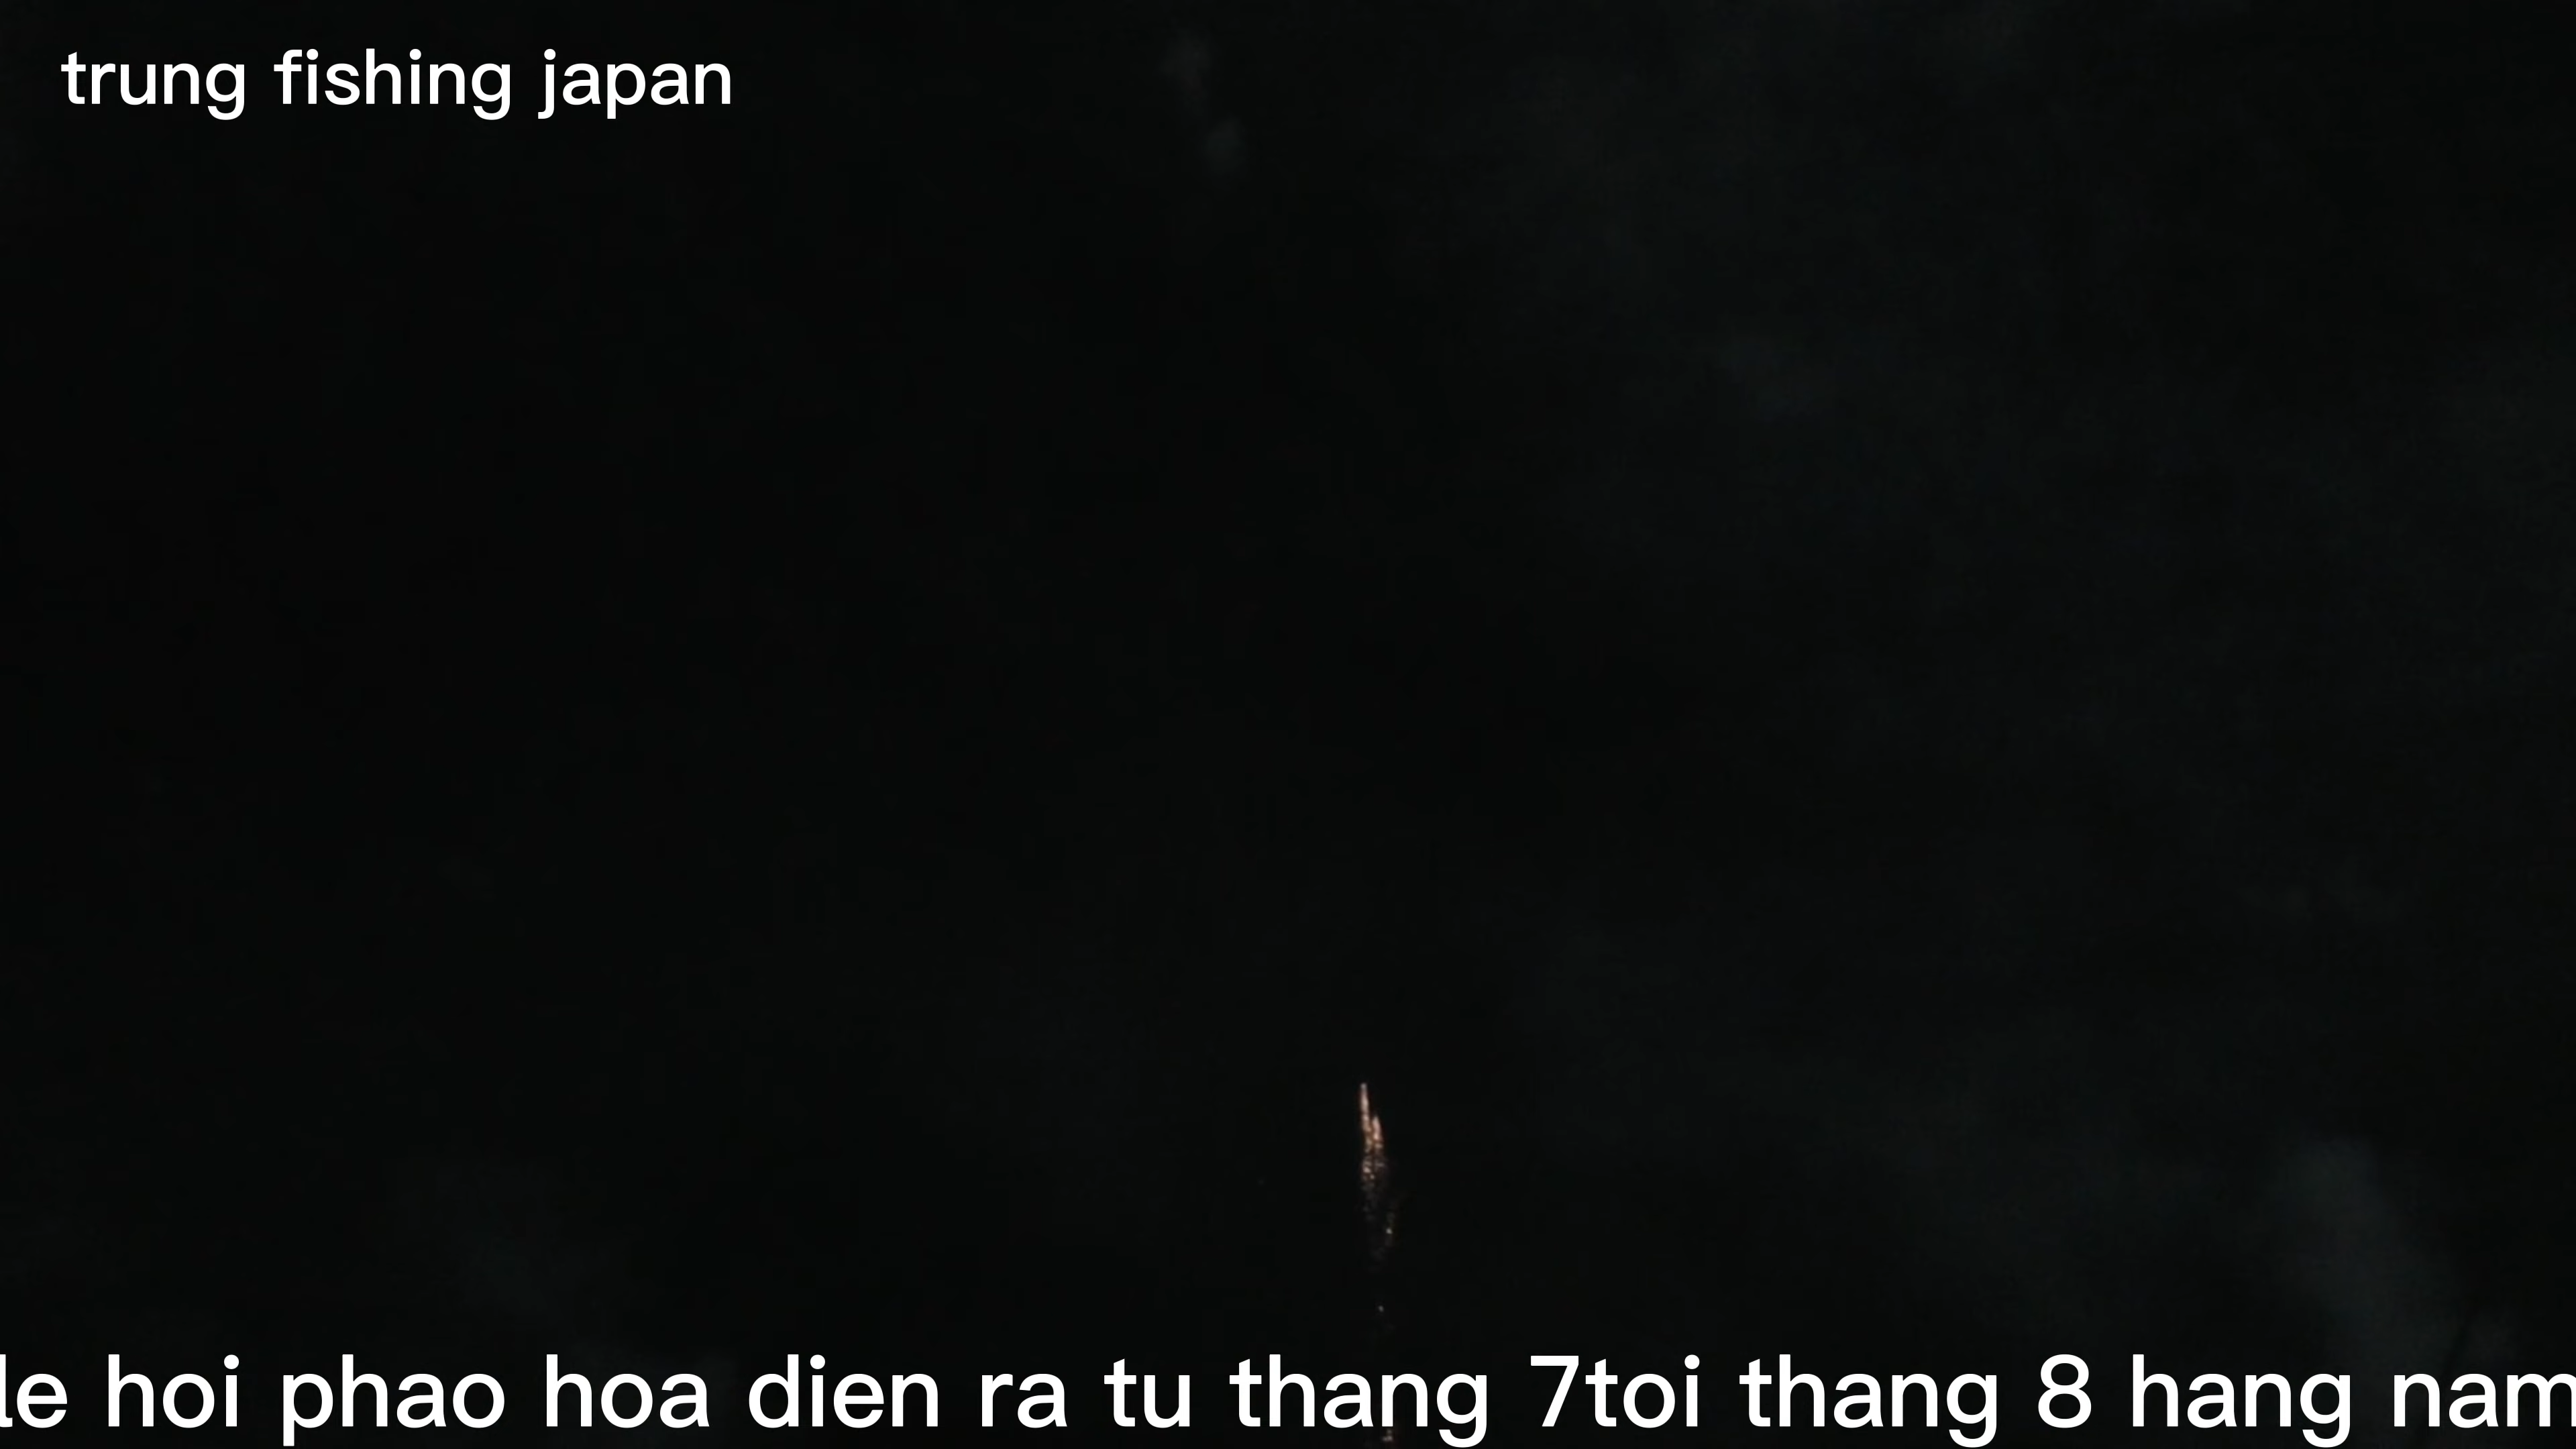 trung fishing japan
le hoi phao hoa dien ra tu thang 7toi thang 8 hang nam